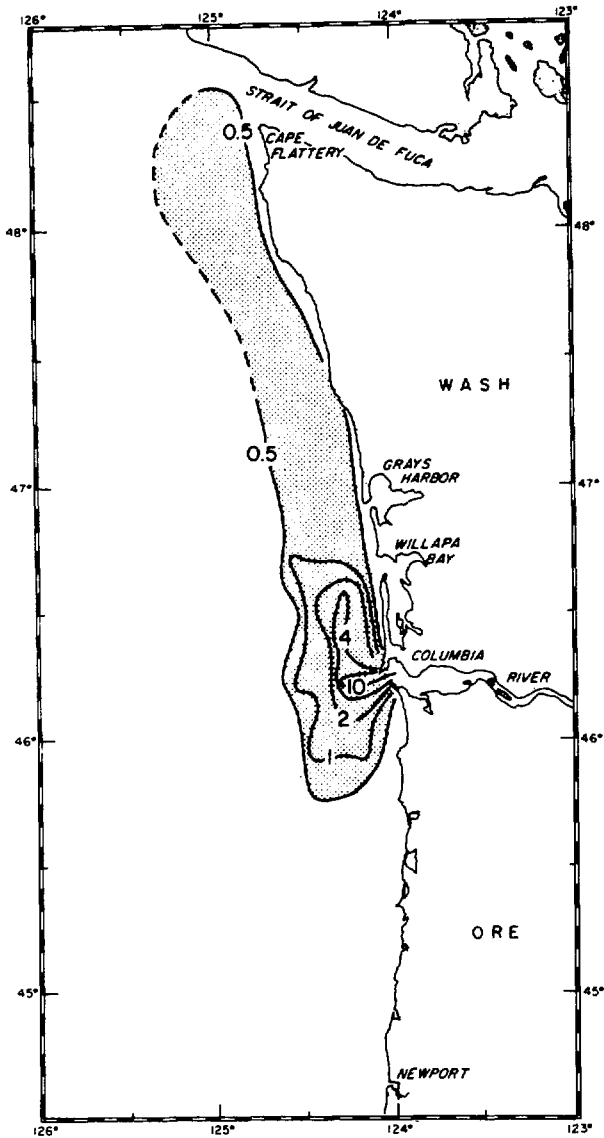 126° 125° 124° 123°
STRAIT OF JUAN DE FUCA
0.5
CAPE
FLATTERY
48° 48°
WASH
0.5
GRAYS
HARBOR
47° 47°
WILLAPA
BAY
4
COLUMBIA
RIVER
10
2
46° 46°
1
ORE
45° 45°
NEWPORT
126° 125° 124° 123°